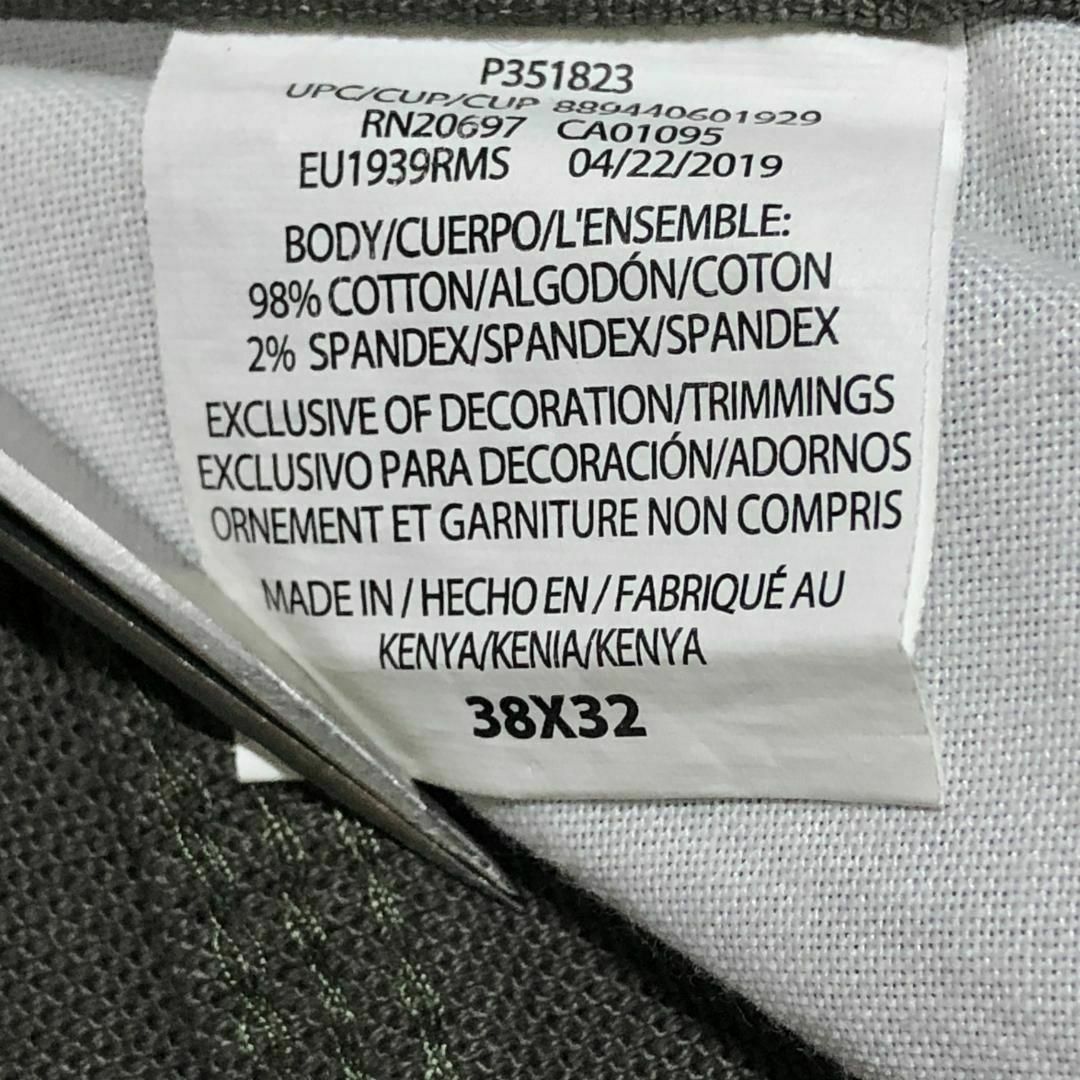 P351823
UPC/CUP/CUP 889440601929
RN20697 CA01095
EU1939RMS 04/22/2019
BODY/CUERPO/L'ENSEMBLE:
98% COTTON/ALGODÓN/COTON
2% SPANDEX/SPANDEX/SPANDEX
EXCLUSIVE OF DECORATION/TRIMMINGS
EXCLUSIVO PARA DECORACIÓN/ADORNOS
ORNEMENT ET GARNITURE NON COMPRIS
MADE IN / HECHO EN / FABRIQUÉ AU
KENYA/KENIA/KENYA
38X32